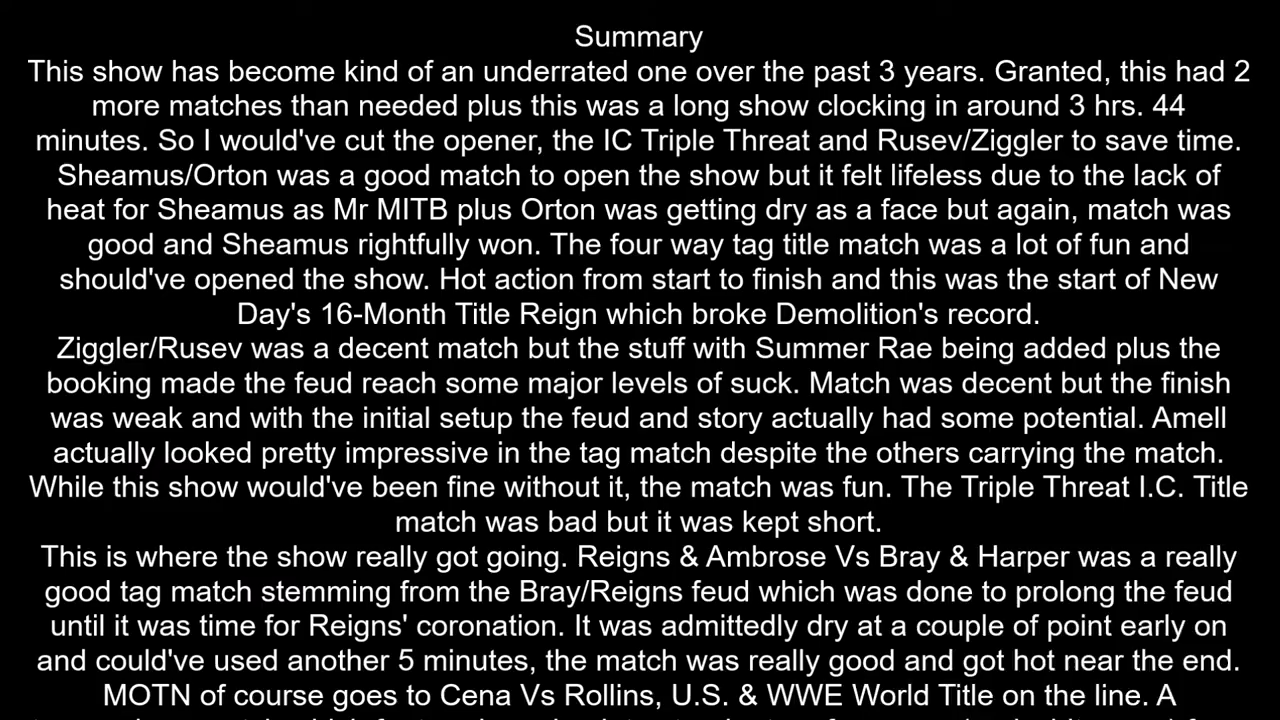 Summary
This show has become kind of an underrated one over the past 3 years. Granted, this had 2
more matches than needed plus this was a long show clocking in around 3 hrs. 44
minutes. So I would've cut the opener, the IC Triple Threat and Rusev/Ziggler to save time.
Sheamus/Orton was a good match to open the show but it felt lifeless due to the lack of
heat for Sheamus as Mr MITB plus Orton was getting dry as a face but again, match was
good and Sheamus rightfully won. The four way tag title match was a lot of fun and
should've opened the show. Hot action from start to finish and this was the start of New
Day's 16-Month Title Reign which broke Demolition's record.
Ziggler/Rusev was a decent match but the stuff with Summer Rae being added plus the
booking made the feud reach some major levels of suck. Match was decent but the finish
was weak and with the initial setup the feud and story actually had some potential. Amell
actually looked pretty impressive in the tag match despite the others carrying the match.
While this show would've been fine without it, the match was fun. The Triple Threat I.C. Title
match was bad but it was kept short.
This is where the show really got going. Reigns & Ambrose Vs Bray & Harper was a really
good tag match stemming from the Bray/Reigns feud which was done to prolong the feud
until it was time for Reigns' coronation. It was admittedly dry at a couple of point early on
and could've used another 5 minutes, the match was really good and got hot near the end.
MOTN of course goes to Cena Vs Rollins, U.S. & WWE World Title on the line. A